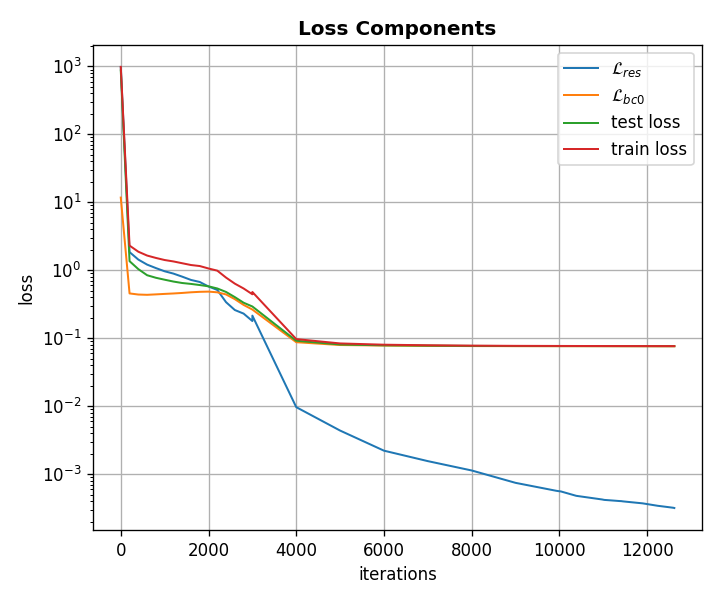 Loss Components
loss
10³
10²
10¹
10⁰
10⁻¹
10⁻²
10⁻³
ℒ_res
ℒ_bc0
test loss
train loss
0 2000 4000 6000 8000 10000 12000
iterations